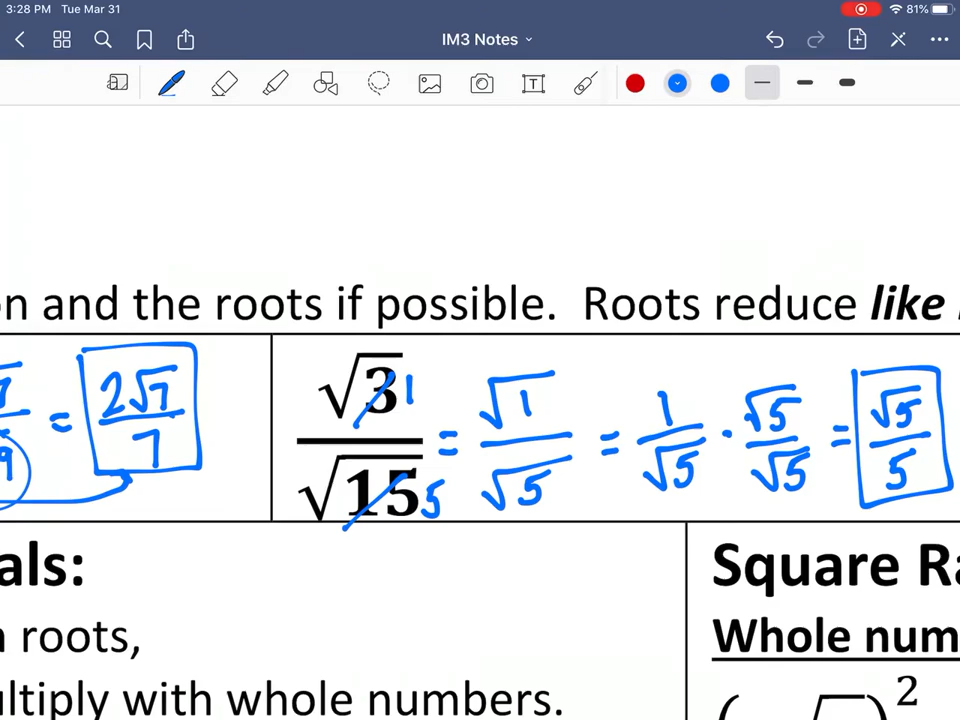 3:28 PM Tue Mar 31 81%
IM3 Notes
T
on and the roots if possible. Roots reduce like
= 2√7/7
√3/√15 1 5 = √1/√5 = 1/√5 · √5/√5 = √5/5
als:
roots,
ultiply with whole numbers.
Square Ra
Whole num
( √ )²